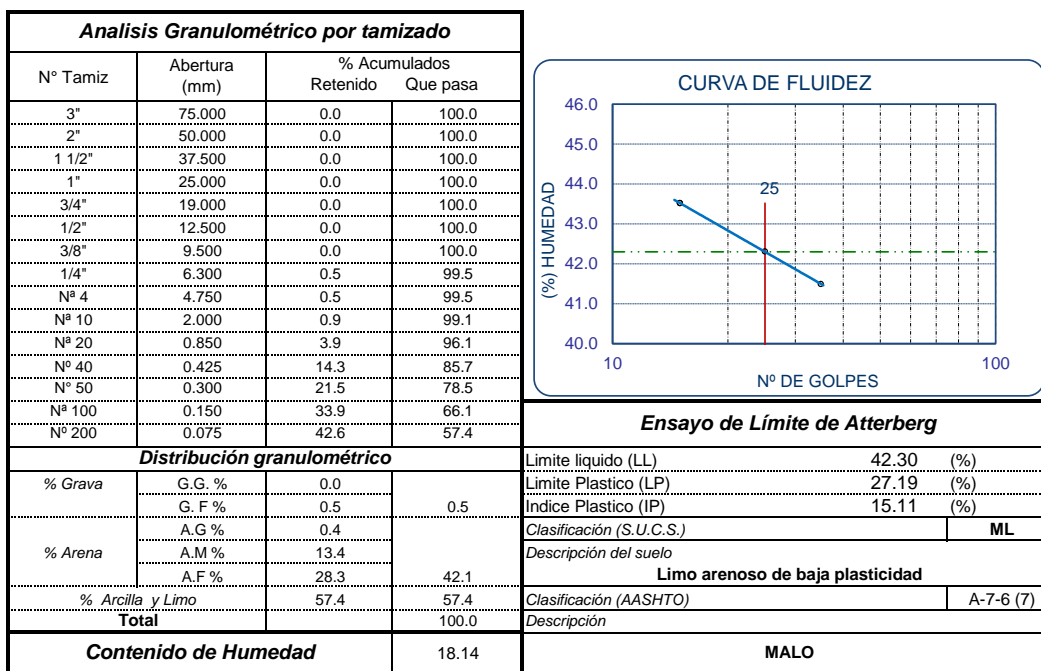 Analisis Granulométrico por tamizado
N° Tamiz Abertura (mm) % Acumulados
Retenido Que pasa
3" 75.000 0.0 100.0
2" 50.000 0.0 100.0
1 1/2" 37.500 0.0 100.0
1" 25.000 0.0 100.0
3/4" 19.000 0.0 100.0
1/2" 12.500 0.0 100.0
3/8" 9.500 0.0 100.0
1/4" 6.300 0.5 99.5
Nª 4 4.750 0.5 99.5
Nª 10 2.000 0.9 99.1
Nª 20 0.850 3.9 96.1
Nº 40 0.425 14.3 85.7
N° 50 0.300 21.5 78.5
Nª 100 0.150 33.9 66.1
Nº 200 0.075 42.6 57.4
Distribución granulométrico
% Grava G.G. % 0.0
G. F % 0.5 0.5
A.G % 0.4
% Arena A.M % 13.4
A.F % 28.3 42.1
% Arcilla y Limo 57.4 57.4
Total 100.0
Contenido de Humedad 18.14
CURVA DE FLUIDEZ
46.0
45.0
44.0
43.0
42.0
41.0
40.0
(%) HUMEDAD
25
10 100
Nº DE GOLPES
Ensayo de Límite de Atterberg
Limite liquido (LL) 42.30 (%)
Limite Plastico (LP) 27.19 (%)
Indice Plastico (IP) 15.11 (%)
Clasificación (S.U.C.S.) ML
Descripción del suelo
Limo arenoso de baja plasticidad
Clasificación (AASHTO) A-7-6 (7)
Descripción
MALO